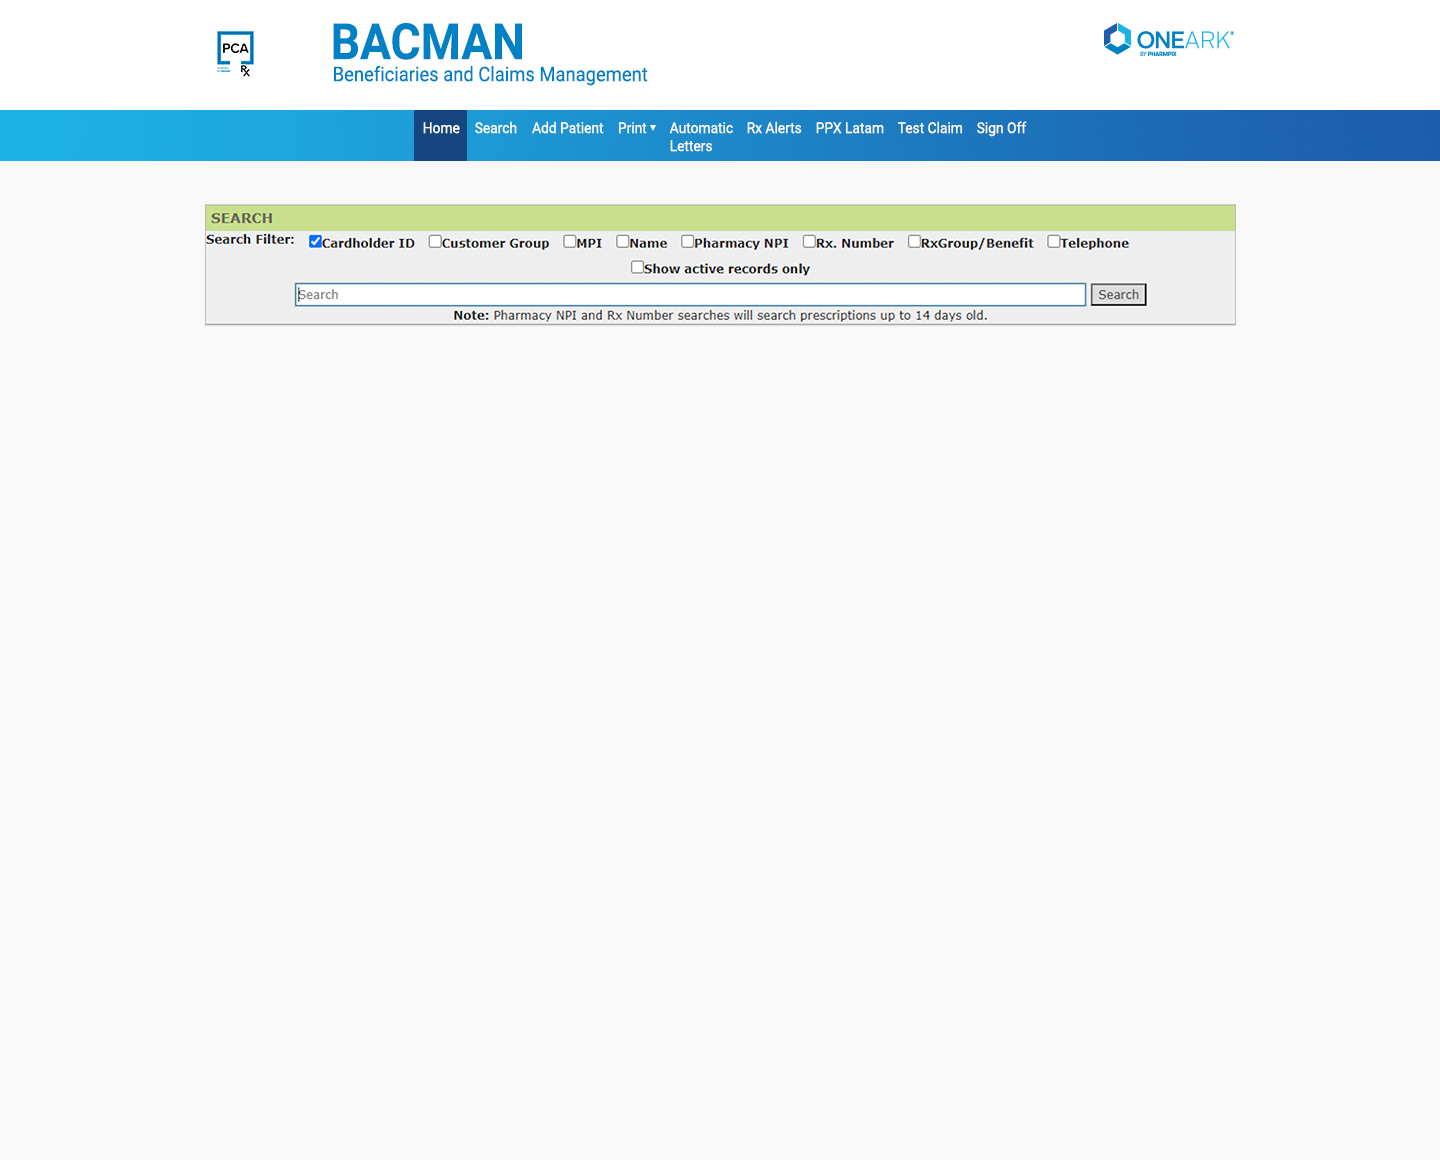 PCA
Rx
BACMAN
Beneficiaries and Claims Management
ONEARK®
BY PHARMPIX
Home Search Add Patient Print ▾ Automatic Letters Rx Alerts PPX Latam Test Claim Sign Off
SEARCH
Search Filter: Cardholder ID Customer Group MPI Name Pharmacy NPI Rx. Number RxGroup/Benefit Telephone
Show active records only
Search Search
Note: Pharmacy NPI and Rx Number searches will search prescriptions up to 14 days old.